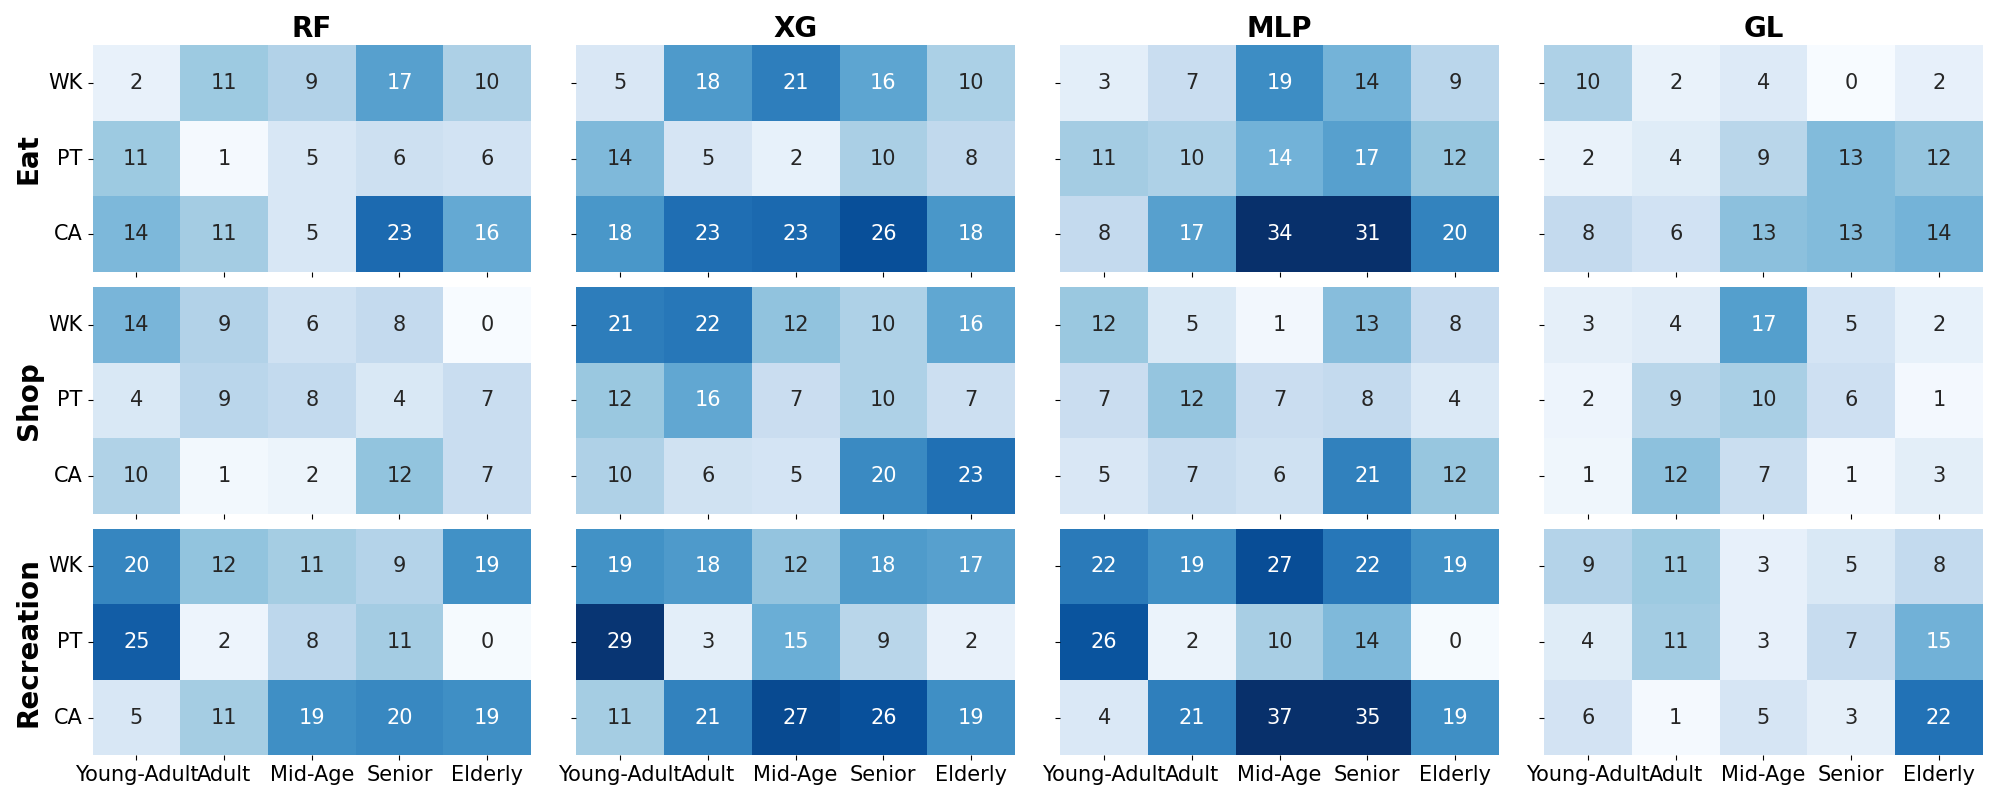 RF XG MLP GL
Eat
WK 2 11 9 17 10 5 18 21 16 10 3 7 19 14 9 10 2 4 0 2
PT 11 1 5 6 6 14 5 2 10 8 11 10 14 17 12 2 4 9 13 12
CA 14 11 5 23 16 18 23 23 26 18 8 17 34 31 20 8 6 13 13 14
Shop
WK 14 9 6 8 0 21 22 12 10 16 12 5 1 13 8 3 4 17 5 2
PT 4 9 8 4 7 12 16 7 10 7 7 12 7 8 4 2 9 10 6 1
CA 10 1 2 12 7 10 6 5 20 23 5 7 6 21 12 1 12 7 1 3
Recreation
WK 20 12 11 9 19 19 18 12 18 17 22 19 27 22 19 9 11 3 5 8
PT 25 2 8 11 0 29 3 15 9 2 26 2 10 14 0 4 11 3 7 15
CA 5 11 19 20 19 11 21 27 26 19 4 21 37 35 19 6 1 5 3 22
Young-Adult Adult Mid-Age Senior Elderly Young-Adult Adult Mid-Age Senior Elderly Young-Adult Adult Mid-Age Senior Elderly Young-Adult Adult Mid-Age Senior Elderly